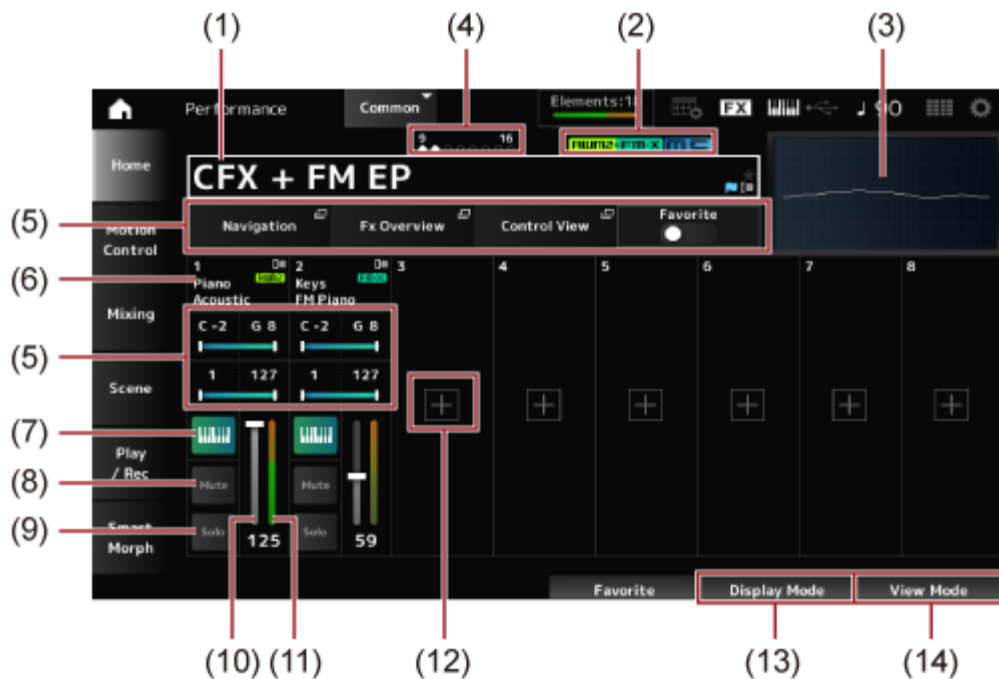 (1) (4) (2) (3)
Performance Common Elements:18 FX 90
9 16
AWM2 FM-X MC
Home
CFX + FM EP
(5) Navigation Fx Overview Control View Favorite
Motion
Control
1 2 3 4 5 6 7 8
(6) Piano AWM2 Keys FM-X
Acoustic FM Piano
Mixing
C -2 G 8 C -2 G 8
(5)
1 127 1 127
Scene
(7)
Play
/ Rec
(8) Mute Mute
Smart
Morph
(9) Solo 125 Solo 59
Favorite Display Mode View Mode
(10) (11) (12) (13) (14)